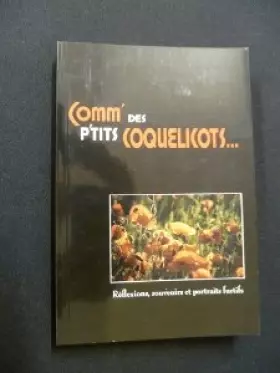 Comm' des
p'tits coquelicots...
Réflexions, souvenirs et portraits furtifs